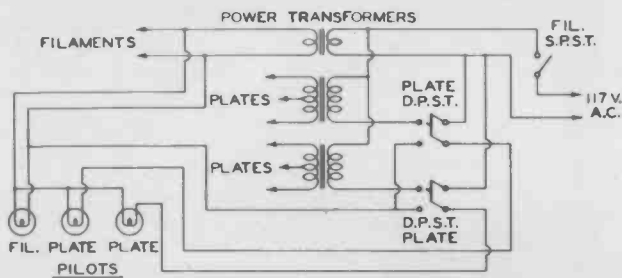 POWER TRANSFORMERS
FILAMENTS
FIL.
S.P.S.T.
PLATE
D.P.S.T.
PLATES
117 V.
A.C.
PLATES
D.P.S.T.
PLATE
FIL. PLATE PLATE
PILOTS